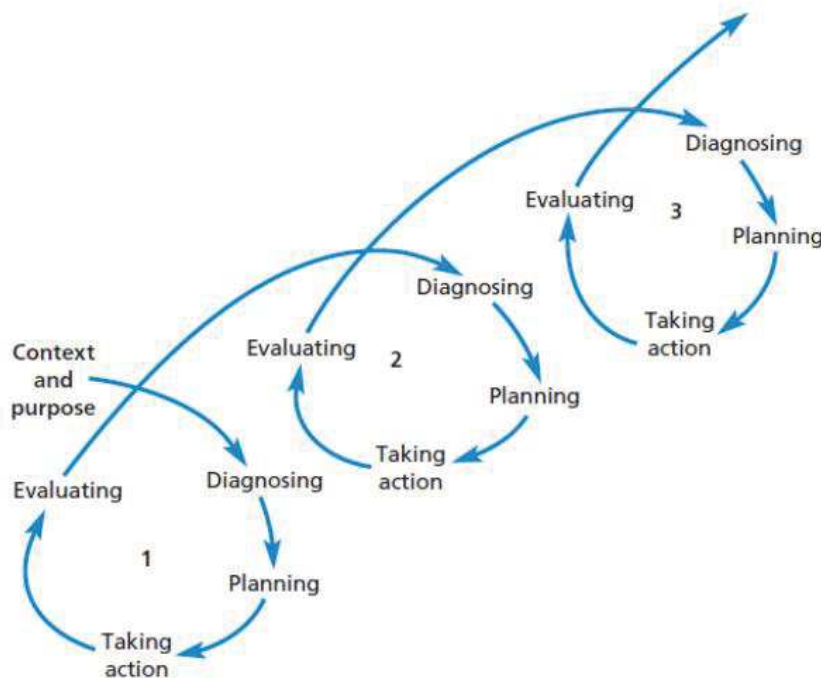 Context
and
purpose
Diagnosing
Planning
Taking
action
Evaluating
1
Diagnosing
Planning
Taking
action
Evaluating
2
Diagnosing
Planning
Taking
action
Evaluating
3